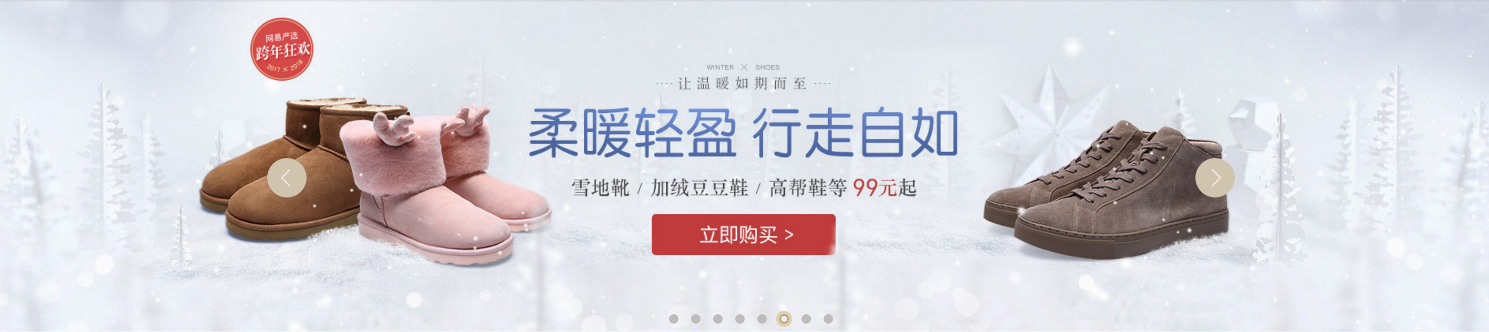 网易严选
跨年狂欢
2017 × 2018
WINTER × SHOES
让温暖如期而至
柔暖轻盈 行走自如
雪地靴 / 加绒豆豆鞋 / 高帮鞋等 99元起
立即购买 >